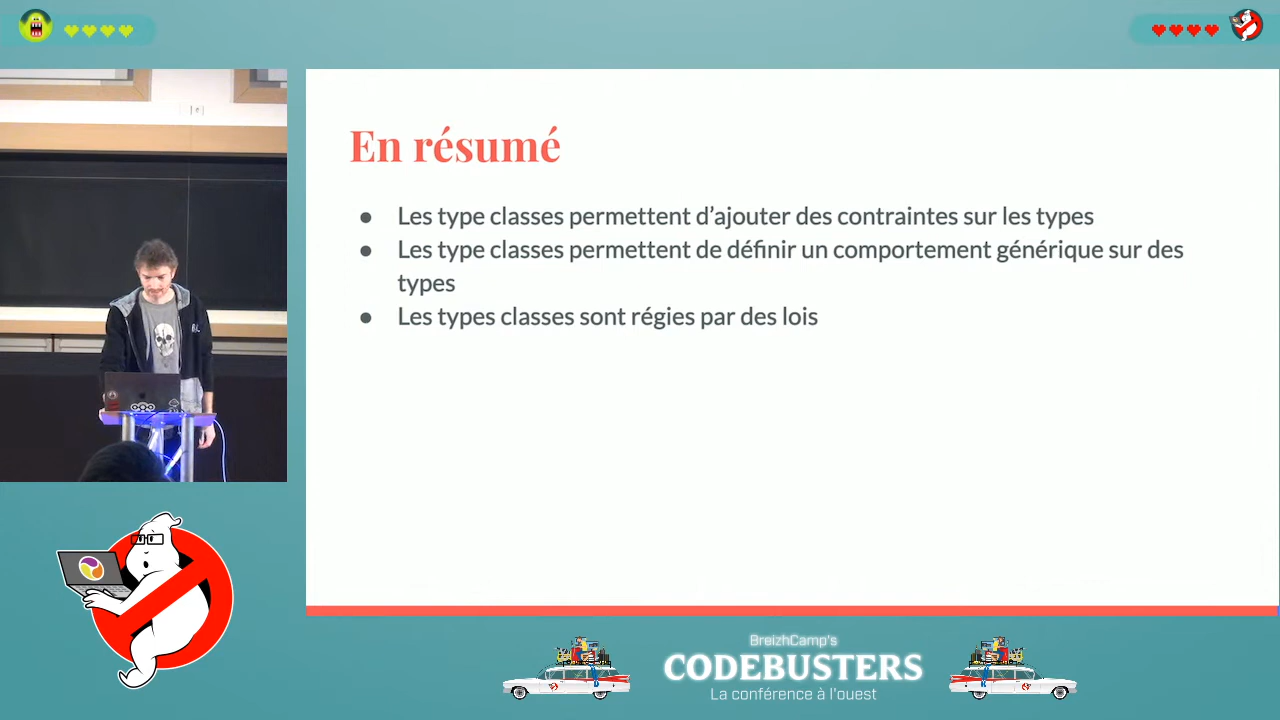 En résumé
● Les type classes permettent d’ajouter des contraintes sur les types
● Les type classes permettent de définir un comportement générique sur des
types
● Les types classes sont régies par des lois
BreizhCamp's
CODEBUSTERS
La conférence à l'ouest